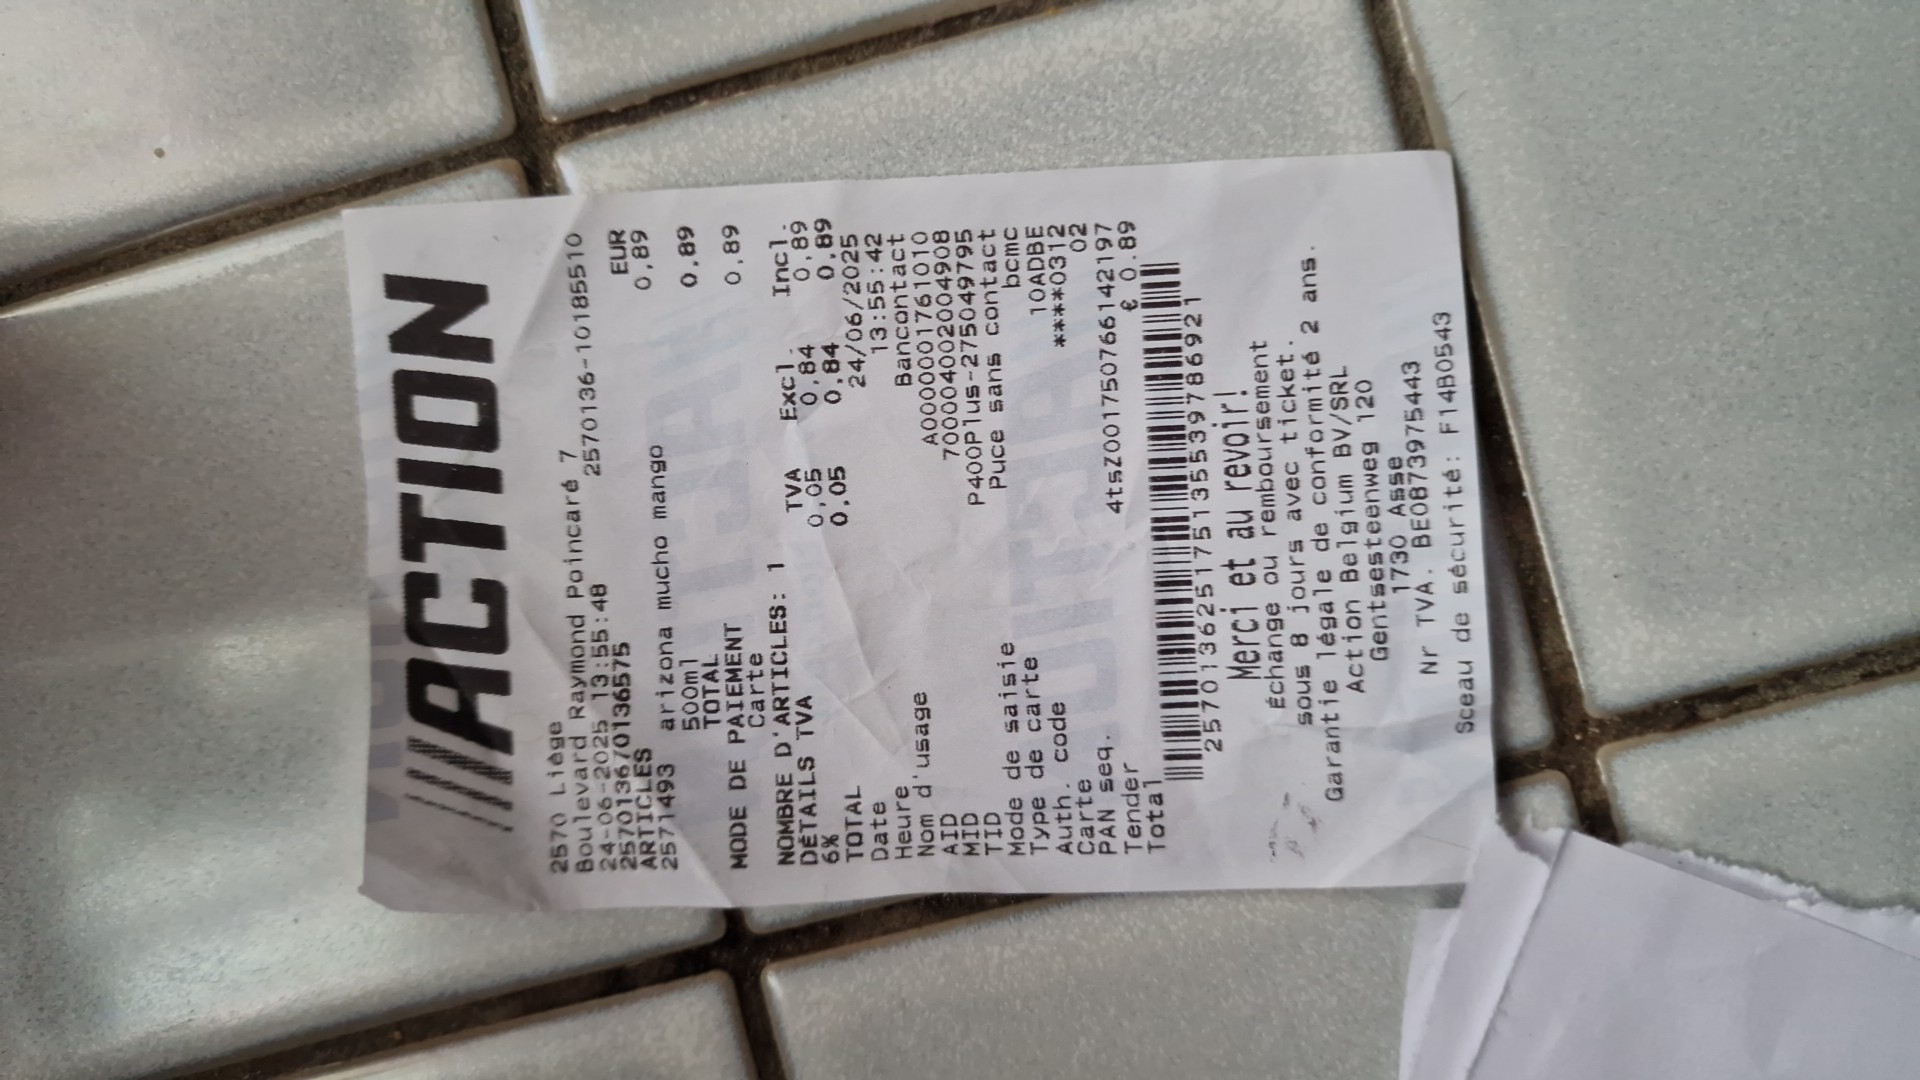 ACTION
2570 Liège
Boulevard Raymond Poincaré 7
24-06-2025 13:55:48 2570136-10185510
257013670136575
ARTICLES EUR
2571493 arizona mucho mango 0,89
500ml
TOTAL 0,89
MODE DE PAIEMENT
Carte 0,89
NOMBRE D'ARTICLES: 1
DÉTAILS TVA TVA Excl. Incl.
6% 0,05 0,84 0,89
TOTAL 0,05 0,84 0,89
Date 24/06/2025
Heure 13:55:42
Nom d'usage Bancontact
AID A0000001761010
MID 7000040020049 08
TID P400Plus-275049795
Mode de saisie Puce sans contact
Type de carte bcmc
Auth. code 10ADBE
Carte ****0312
PAN seq. 02
Tender 4tsZ001750766142197
Total € 0.89
257013625175135539786921
Merci et au revoir!
Échange ou remboursement
sous 8 jours avec ticket.
Garantie légale de conformité 2 ans.
Action Belgium BV/SRL
Gentsesteenweg 120
1730 Asse
Nr TVA. BE0873975443
Sceau de sécurité: F14B0543